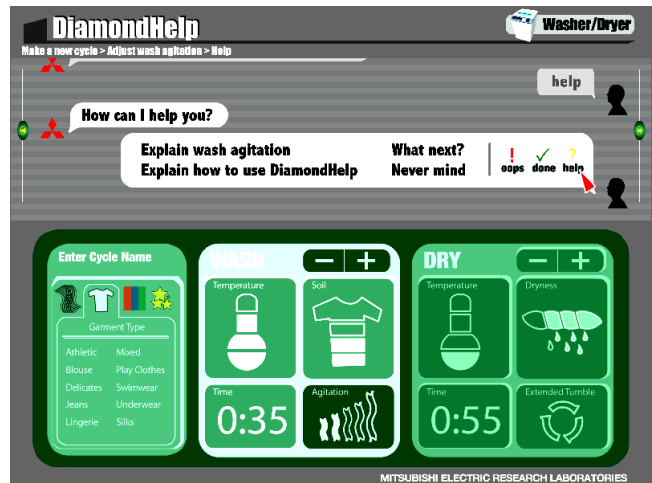 DiamondHelp
Washer/Dryer
Make a new cycle > Adjust wash agitation > Help
help
How can I help you?
Explain wash agitation What next?
Explain how to use DiamondHelp Never mind
! ✓ ?
oops done help
Enter Cycle Name
WASH − +
DRY − +
Temperature Soil
Temperature Dryness
Garment Type
Athletic Mixed
Blouse Play Clothes
Delicates Swimwear
Jeans Underwear
Lingerie Silks
Time Agitation
0:35
Time Extended Tumble
0:55
MITSUBISHI ELECTRIC RESEARCH LABORATORIES